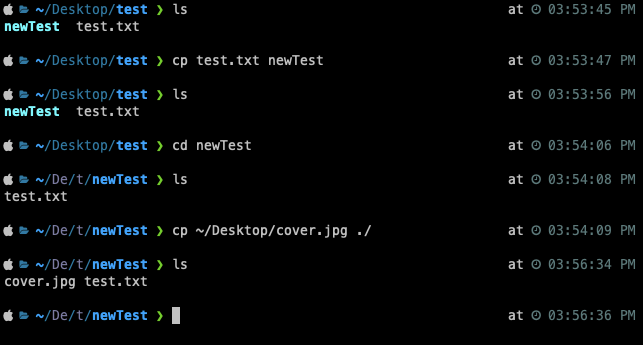 ~/Desktop/test ❯ ls at 03:53:45 PM
newTest test.txt
~/Desktop/test ❯ cp test.txt newTest at 03:53:47 PM
~/Desktop/test ❯ ls at 03:53:56 PM
newTest test.txt
~/Desktop/test ❯ cd newTest at 03:54:06 PM
~/De/t/newTest ❯ ls at 03:54:08 PM
test.txt
~/De/t/newTest ❯ cp ~/Desktop/cover.jpg ./ at 03:54:09 PM
~/De/t/newTest ❯ ls at 03:56:34 PM
cover.jpg test.txt
~/De/t/newTest ❯ at 03:56:36 PM